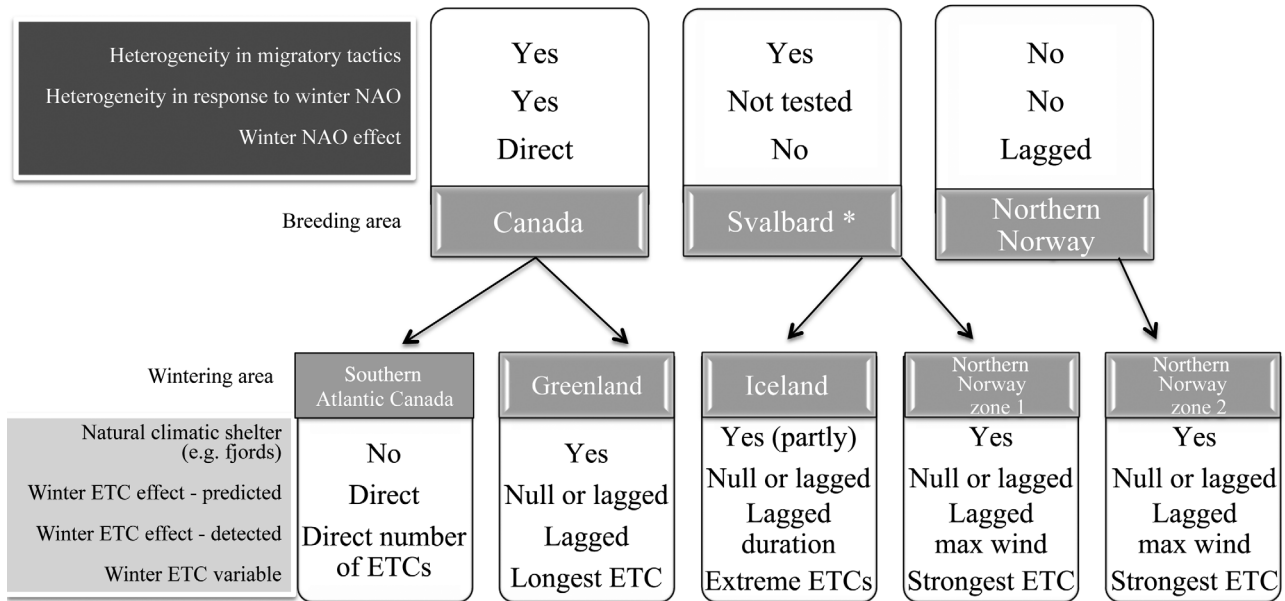 Heterogeneity in migratory tactics
Heterogeneity in response to winter NAO
Winter NAO effect
Yes
Yes
Direct
Yes
Not tested
No
No
No
Lagged
Breeding area
Canada
Svalbard *
Northern
Norway
Wintering area
Southern
Atlantic Canada
Greenland
Iceland
Northern
Norway
zone 1
Northern
Norway
zone 2
Natural climatic shelter
(e.g. fjords)
Winter ETC effect - predicted
Winter ETC effect - detected
Winter ETC variable
No
Direct
Direct number
of ETCs
Yes
Null or lagged
Lagged
Longest ETC
Yes (partly)
Null or lagged
Lagged
duration
Extreme ETCs
Yes
Null or lagged
Lagged
max wind
Strongest ETC
Yes
Null or lagged
Lagged
max wind
Strongest ETC